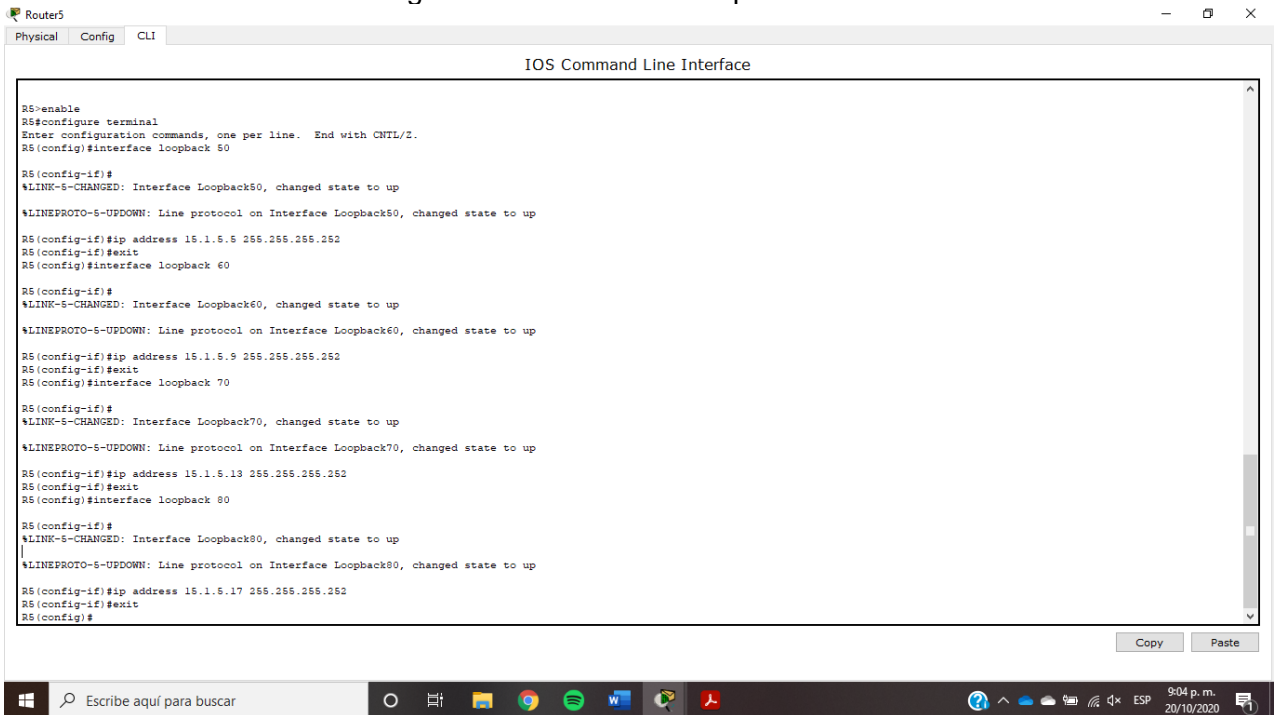 Router5
Physical Config CLI
IOS Command Line Interface
R5>enable
R5#configure terminal
Enter configuration commands, one per line.  End with CNTL/Z.
R5(config)#interface loopback 50
R5(config-if)#
%LINK-5-CHANGED: Interface Loopback50, changed state to up
%LINEPROTO-5-UPDOWN: Line protocol on Interface Loopback50, changed state to up
R5(config-if)#ip address 15.1.5.5 255.255.255.252
R5(config-if)#exit
R5(config)#interface loopback 60
R5(config-if)#
%LINK-5-CHANGED: Interface Loopback60, changed state to up
%LINEPROTO-5-UPDOWN: Line protocol on Interface Loopback60, changed state to up
R5(config-if)#ip address 15.1.5.9 255.255.255.252
R5(config-if)#exit
R5(config)#interface loopback 70
R5(config-if)#
%LINK-5-CHANGED: Interface Loopback70, changed state to up
%LINEPROTO-5-UPDOWN: Line protocol on Interface Loopback70, changed state to up
R5(config-if)#ip address 15.1.5.13 255.255.255.252
R5(config-if)#exit
R5(config)#interface loopback 80
R5(config-if)#
%LINK-5-CHANGED: Interface Loopback80, changed state to up
%LINEPROTO-5-UPDOWN: Line protocol on Interface Loopback80, changed state to up
R5(config-if)#ip address 15.1.5.17 255.255.255.252
R5(config-if)#exit
R5(config)#
Copy Paste
Escribe aquí para buscar
ESP
9:04 p. m.
20/10/2020
1